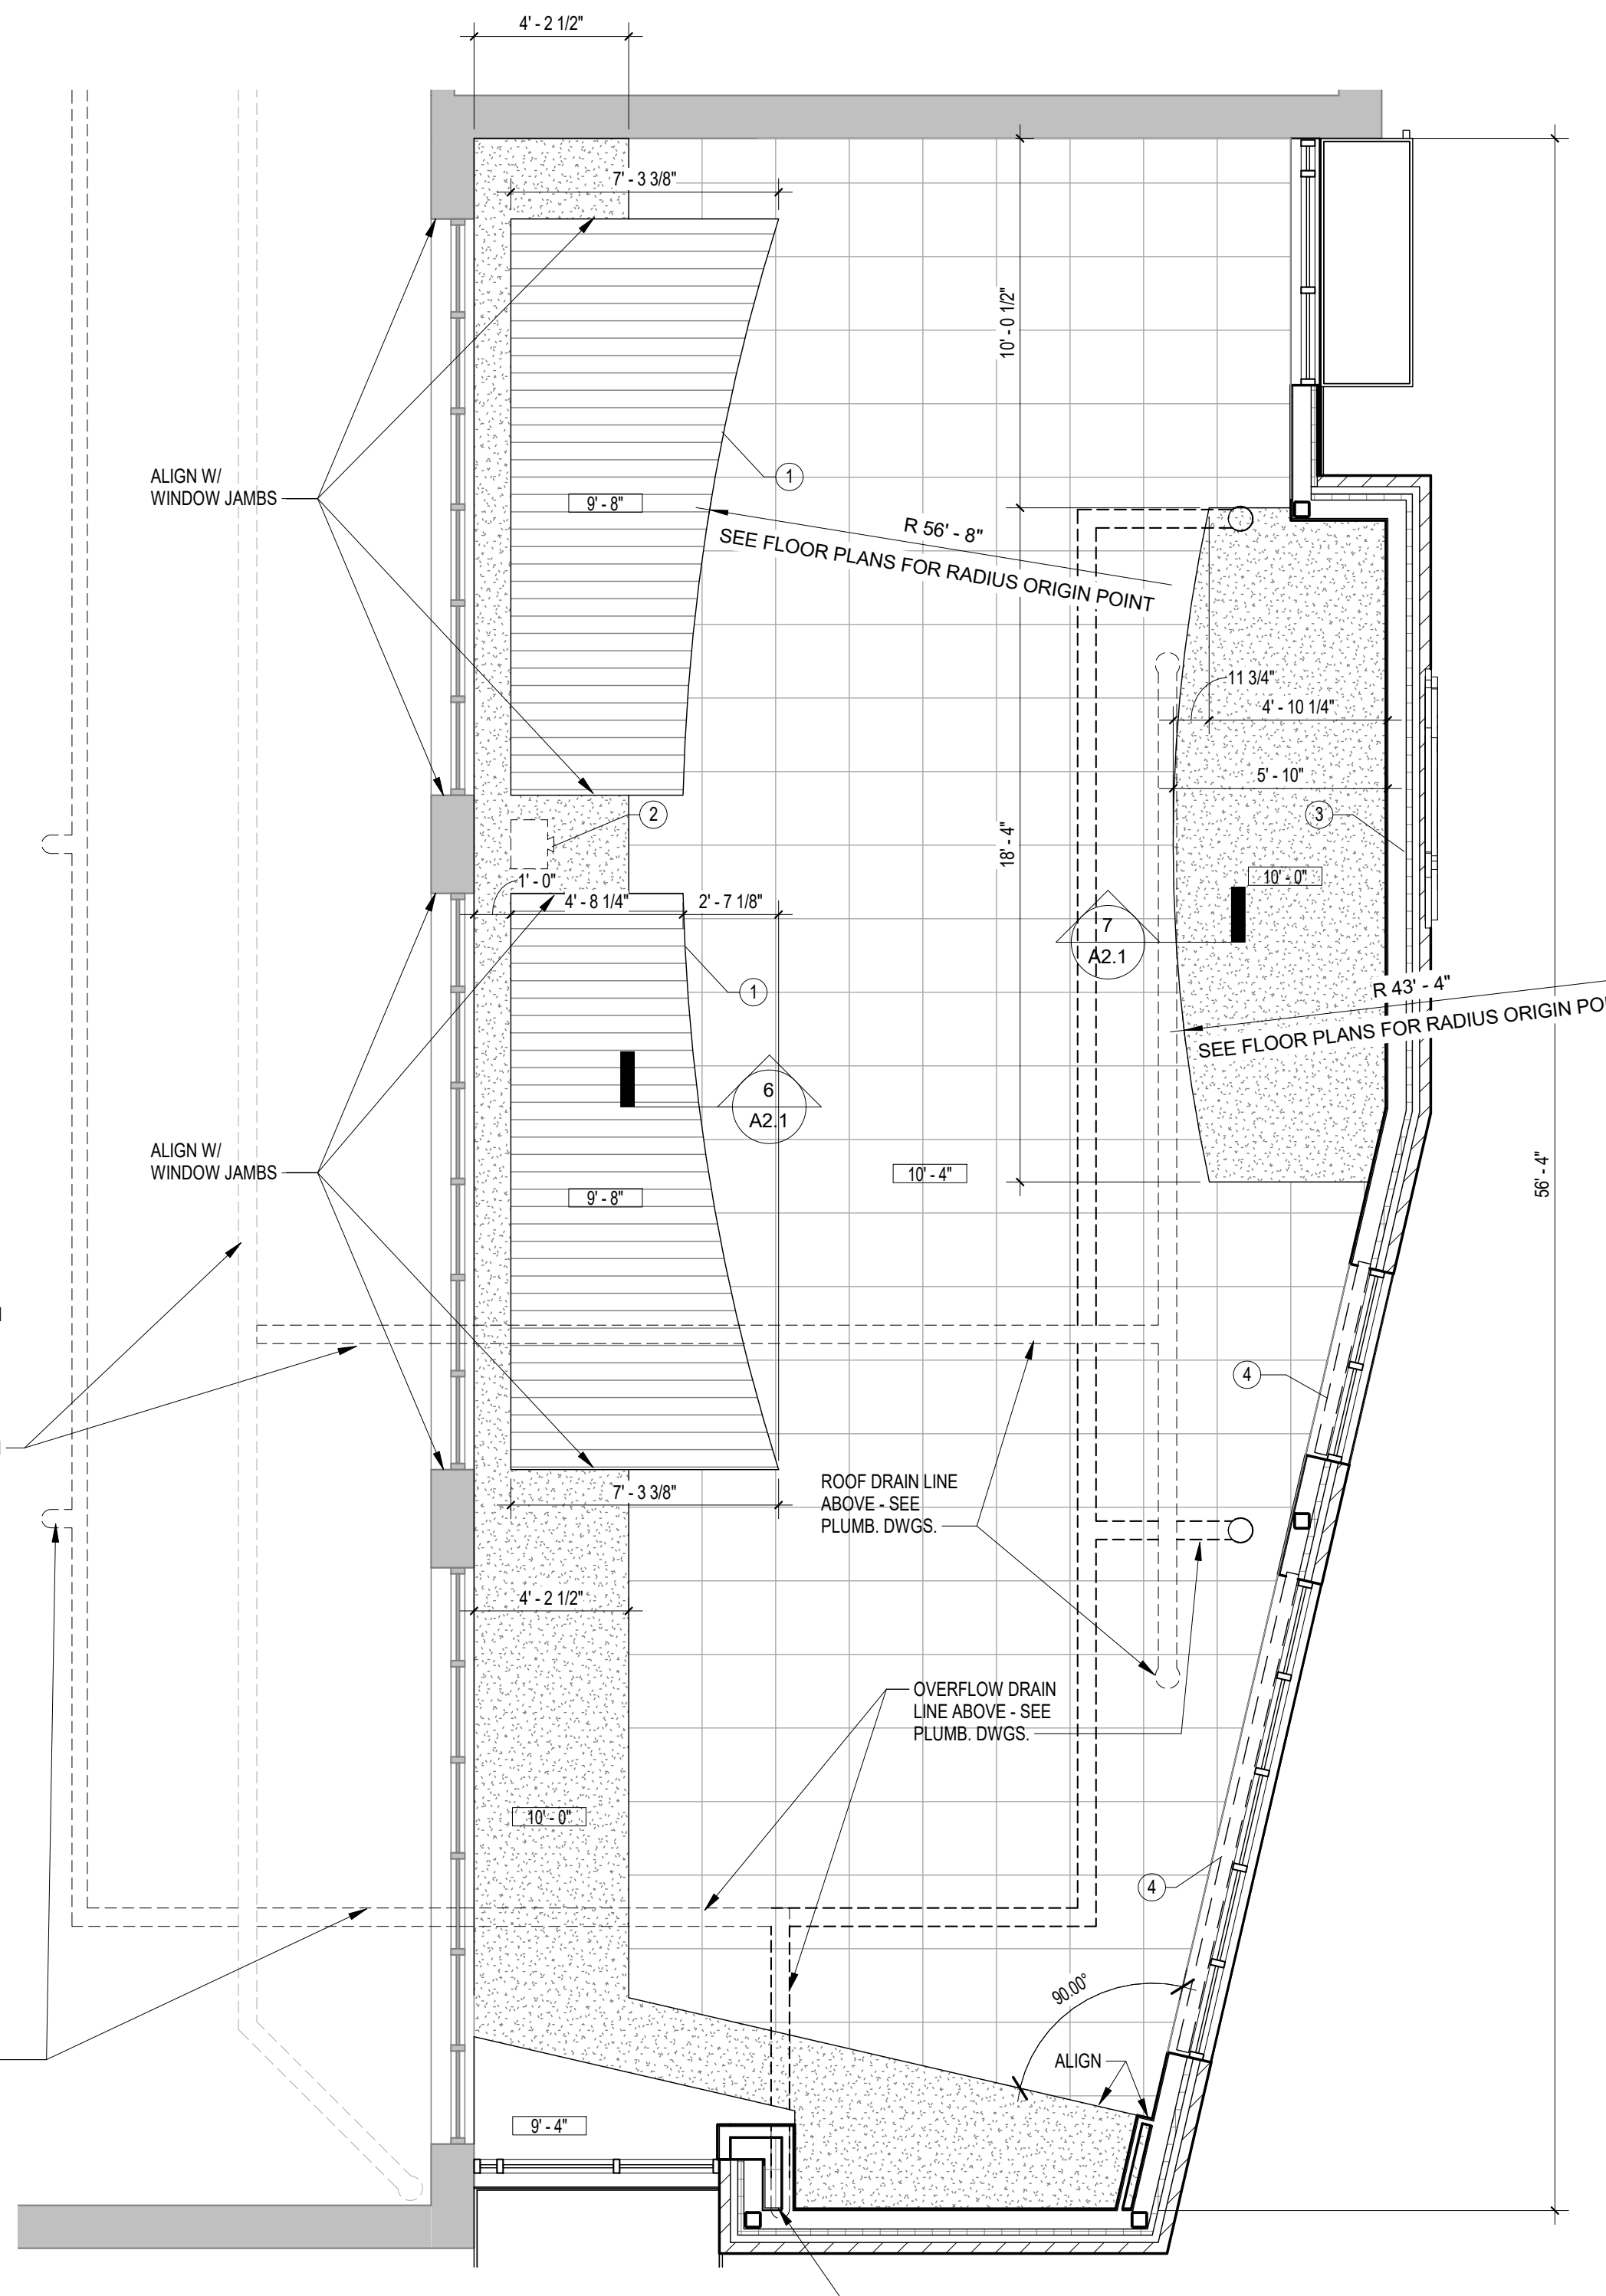 4' - 2 1/2"
7' - 3 3/8"
10' - 0 1/2"
ALIGN W/
WINDOW JAMBS
1
9' - 8"
R 56' - 8"
SEE FLOOR PLANS FOR RADIUS ORIGIN POINT
11 3/4"
4' - 10 1/4"
5' - 10"
2
3
18' - 4"
1' - 0"
4' - 8 1/4"
2' - 7 1/8"
10' - 0"
7
A2.1
1
R 43' - 4"
SEE FLOOR PLANS FOR RADIUS ORIGIN PO
6
A2.1
ALIGN W/
WINDOW JAMBS
10' - 4"
56' - 4"
9' - 8"
4
7' - 3 3/8"
ROOF DRAIN LINE
ABOVE - SEE
PLUMB. DWGS.
4' - 2 1/2"
OVERFLOW DRAIN
LINE ABOVE - SEE
PLUMB. DWGS.
10' - 0"
4
90.00°
ALIGN
9' - 4"